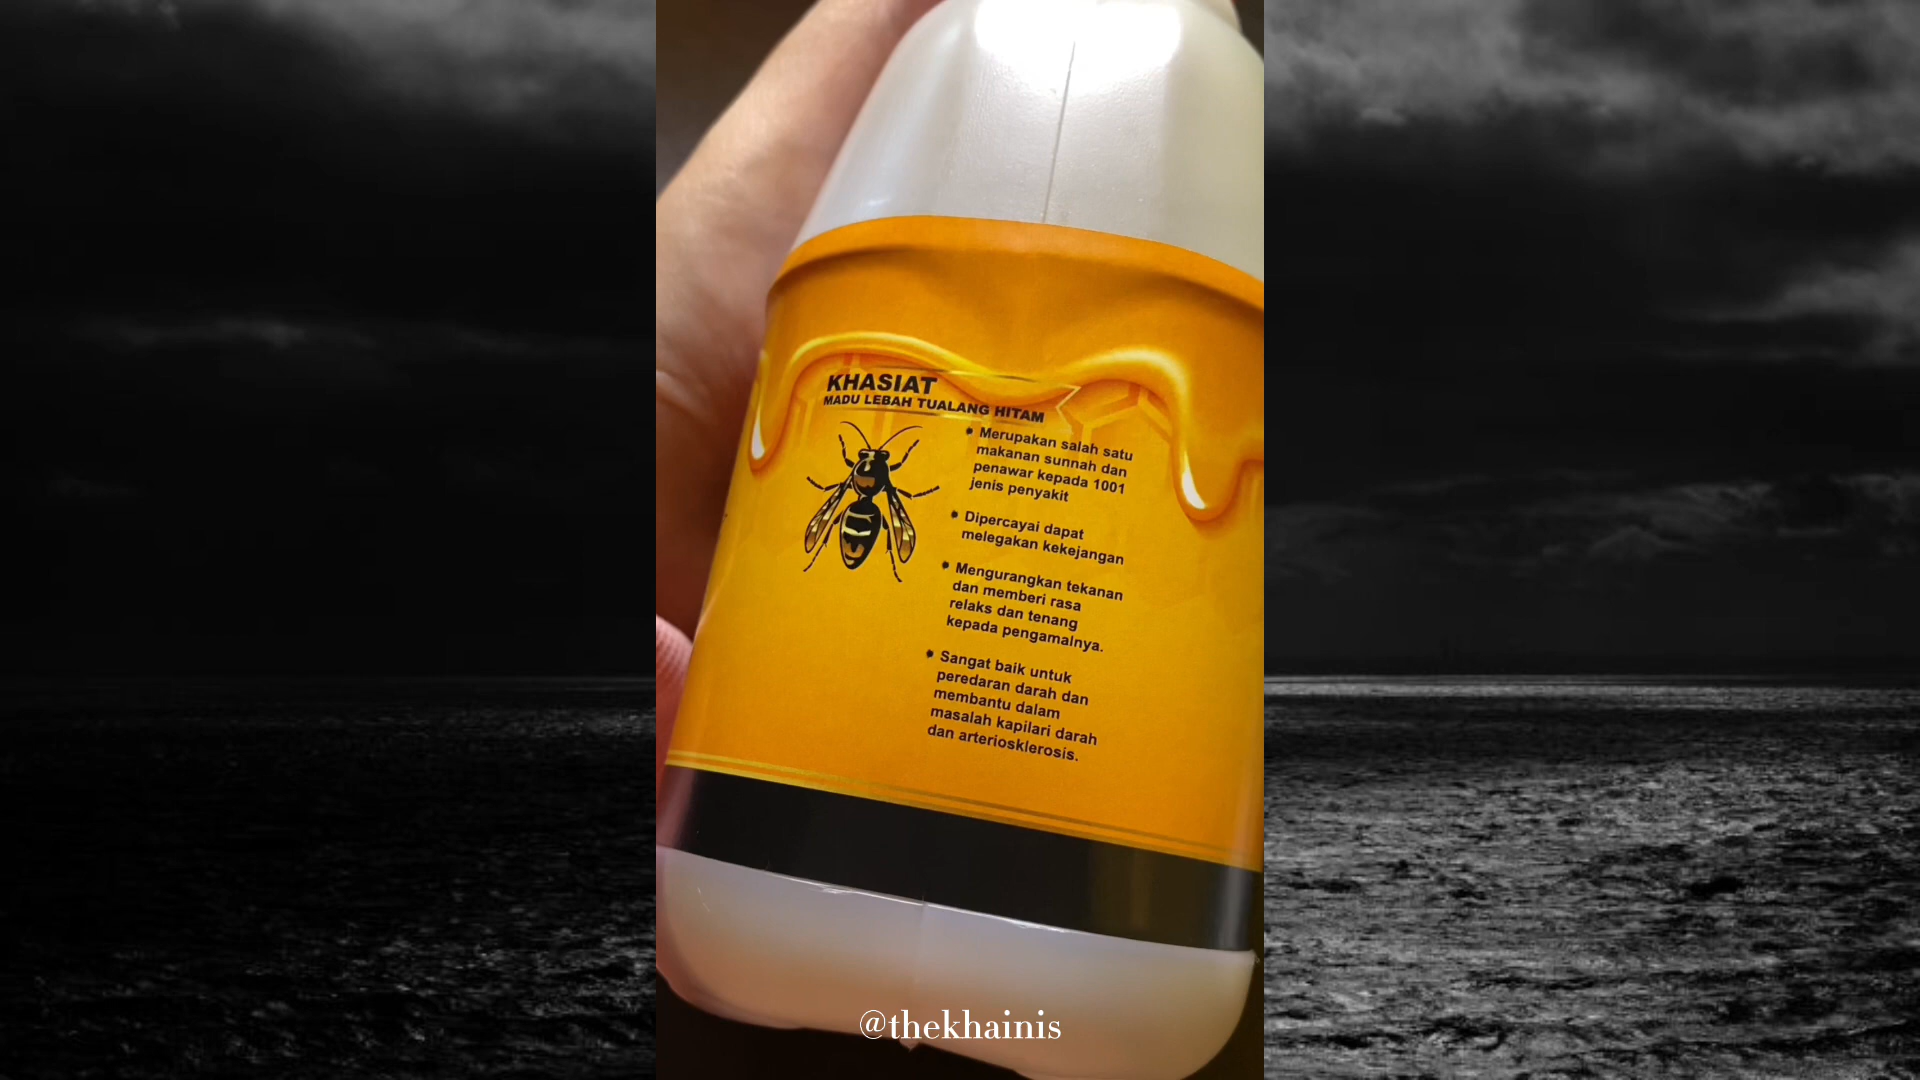 KHASIAT
MADU LEBAH TUALANG HITAM
• Merupakan salah satu
makanan sunnah dan
penawar kepada 1001
jenis penyakit
• Dipercayai dapat
melegakan kekejangan
• Mengurangkan tekanan
dan memberi rasa
relaks dan tenang
kepada pengamalnya.
• Sangat baik untuk
peredaran darah dan
membantu dalam
masalah kapilari darah
dan arteriosklerosis.
@thekhainis